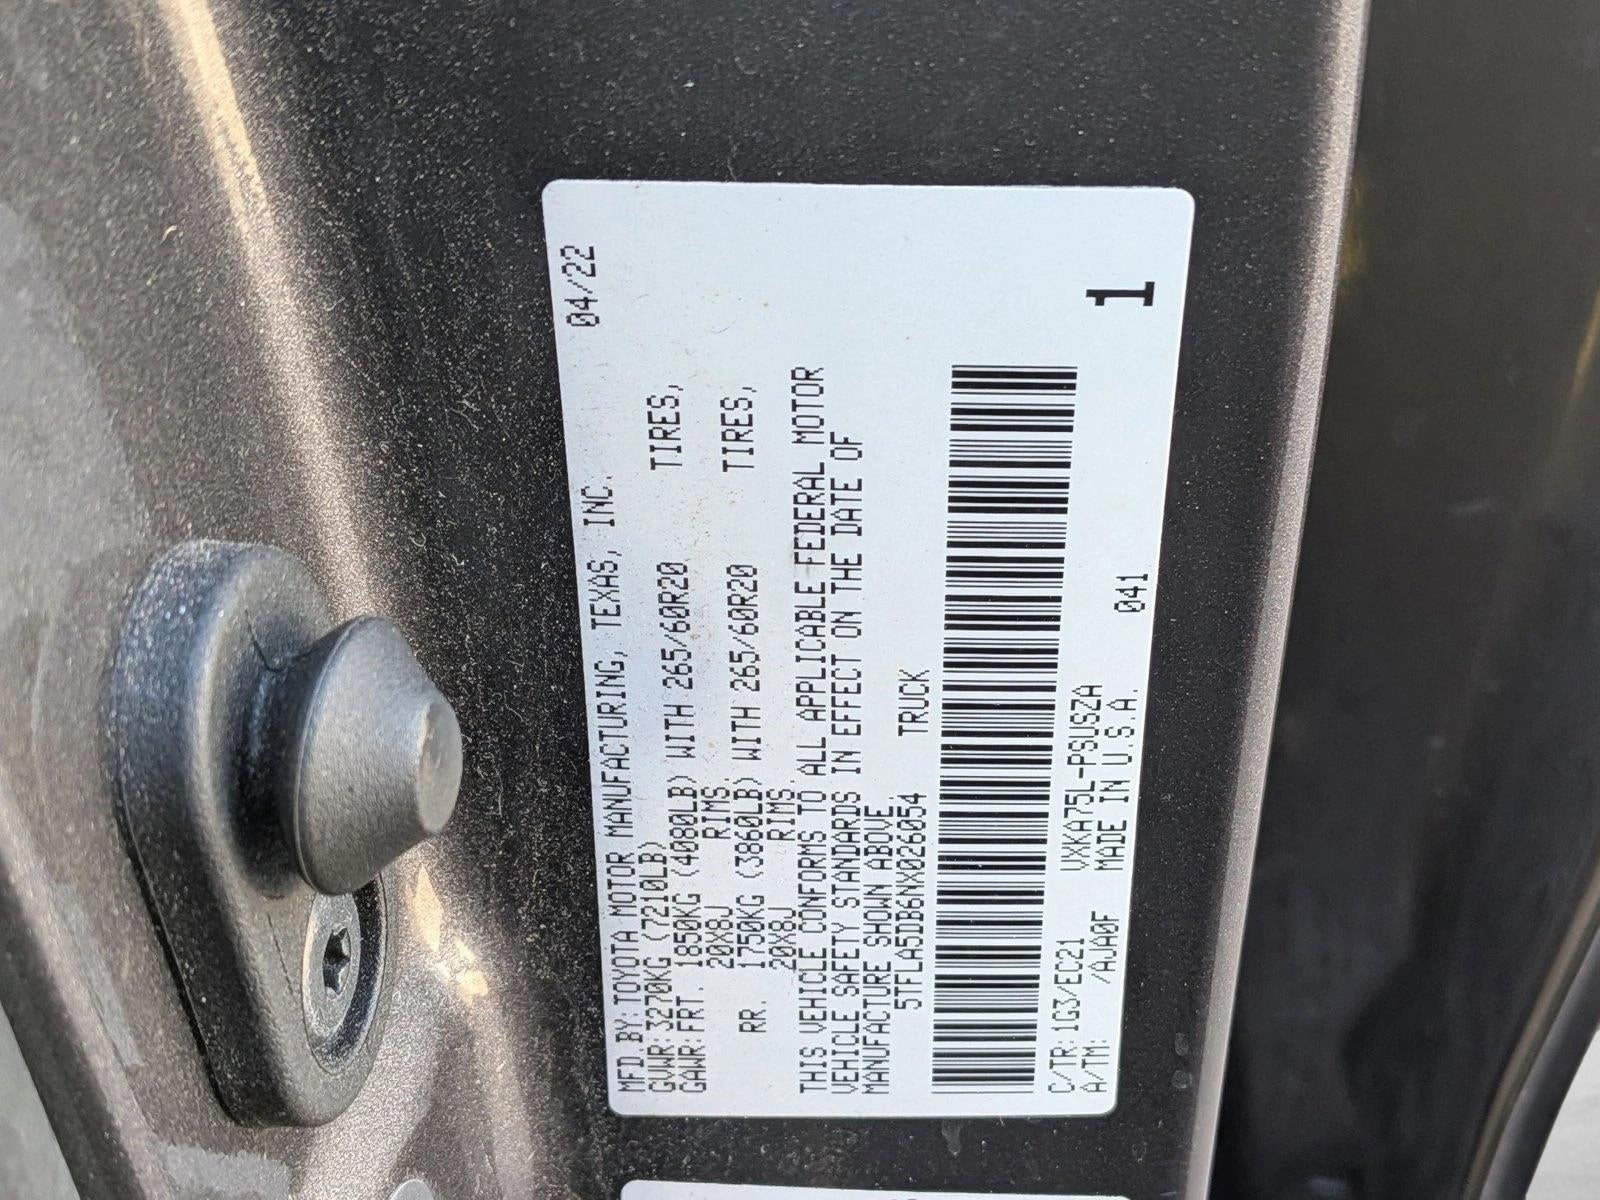 MFD BY:TOYOTA MOTOR MANUFACTURING, TEXAS, INC. 04/22
GVWR:3270KG (7210LB)
GAWR:FRT. 1850KG (4080LB) WITH 265/60R20 TIRES,
20X8J RIMS.
RR. 1750KG (3860LB) WITH 265/60R20 TIRES,
20X8J RIMS.
THIS VEHICLE CONFORMS TO ALL APPLICABLE FEDERAL MOTOR
VEHICLE SAFETY STANDARDS IN EFFECT ON THE DATE OF
MANUFACTURE SHOWN ABOVE
5TFLA5DB6NX026054 TRUCK
C/TR:1G3/EC21 VXKA75L-PSUSZA
A/TM: /AJA0F MADE IN U.S.A. 041
1